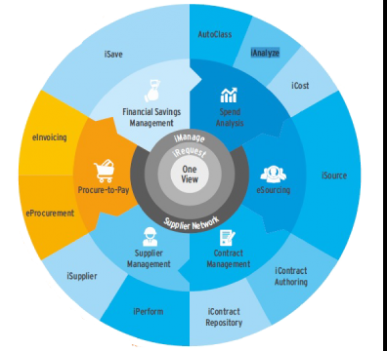 iSave
AutoClass
iAnalyze
iCost
Financial Savings
Management
Spend
Analysis
eInvoicing
iManage
iRequest
One
View
Procure-to-Pay
eSourcing
iSource
eProcurement
Supplier Network
Supplier
Management
Contract
Management
iSupplier
iContract
Authoring
iPerform
iContract
Repository